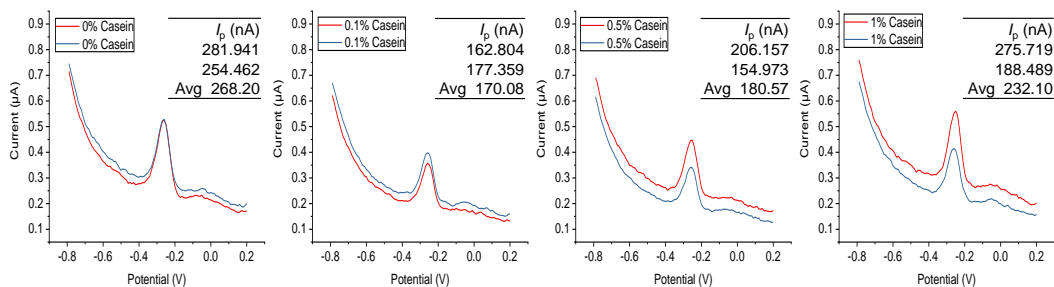 0% Casein
0% Casein
Ip (nA)
281.941
254.462
Avg 268.20
0.9
0.8
0.7
0.6
0.5
0.4
0.3
0.2
0.1
Current (µA)
-0.8 -0.6 -0.4 -0.2 0.0 0.2
Potential (V)
0.1% Casein
0.1% Casein
Ip (nA)
162.804
177.359
Avg 170.08
0.9
0.8
0.7
0.6
0.5
0.4
0.3
0.2
0.1
Current (µA)
-0.8 -0.6 -0.4 -0.2 0.0 0.2
Potential (V)
0.5% Casein
0.5% Casein
Ip (nA)
206.157
154.973
Avg 180.57
0.9
0.8
0.7
0.6
0.5
0.4
0.3
0.2
0.1
Current (µA)
-0.8 -0.6 -0.4 -0.2 0.0 0.2
Potential (V)
1% Casein
1% Casein
Ip (nA)
275.719
188.489
Avg 232.10
0.9
0.8
0.7
0.6
0.5
0.4
0.3
0.2
0.1
Current (µA)
-0.8 -0.6 -0.4 -0.2 0.0 0.2
Potential (V)